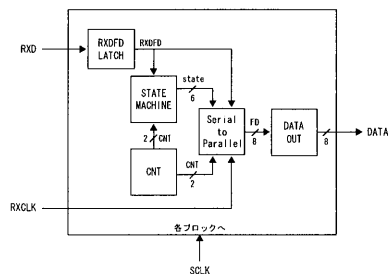 RXD
RXDFD
LATCH
RXDFD
STATE
MACHINE
state
6
2
CNT
CNT
CNT
2
Serial
to
Parallel
FD
8
DATA
OUT
8
DATA
RXCLK
各ブロックへ
SCLK